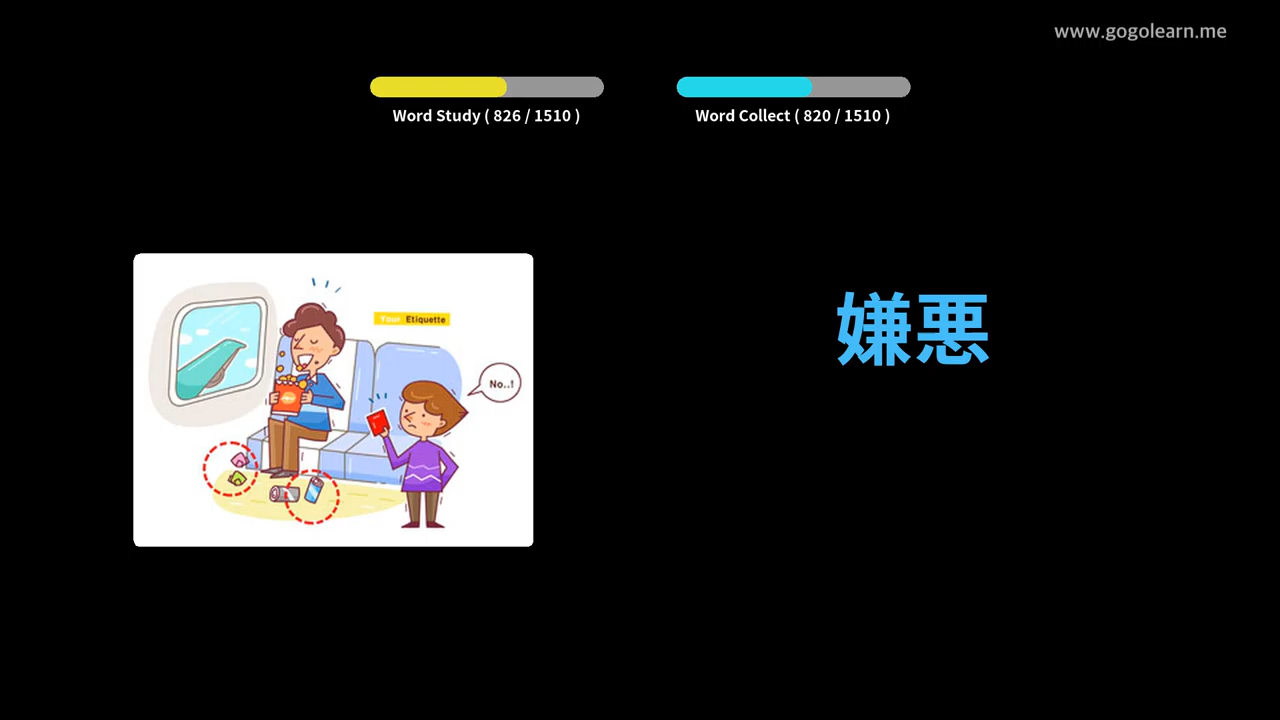 www.gogolearn.me
Word Study ( 826 / 1510 )
Word Collect ( 820 / 1510 )
Your Etiquette
No..!
嫌悪